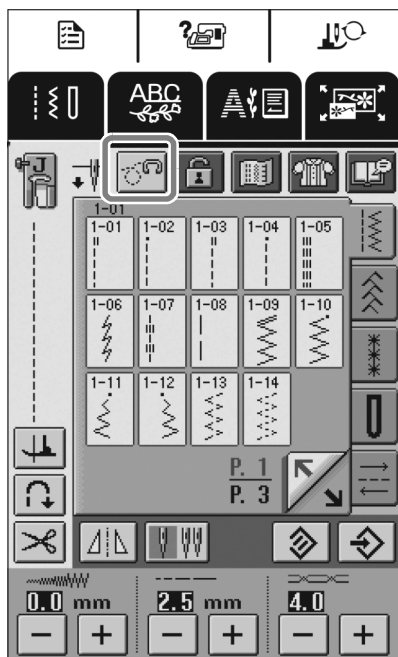 ?
ABC
A
J
1-01
1-01 1-02 1-03 1-04 1-05
1-06 1-07 1-08 1-09 1-10
1-11 1-12 1-13 1-14
P. 1
P. 3
0.0 mm 2.5 mm 4.0
− + − + − +